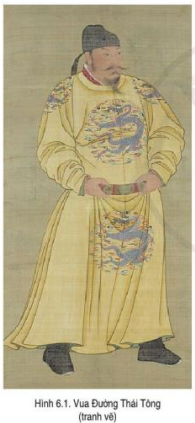 Hình 6.1. Vua Đường Thái Tông
(tranh vẽ)